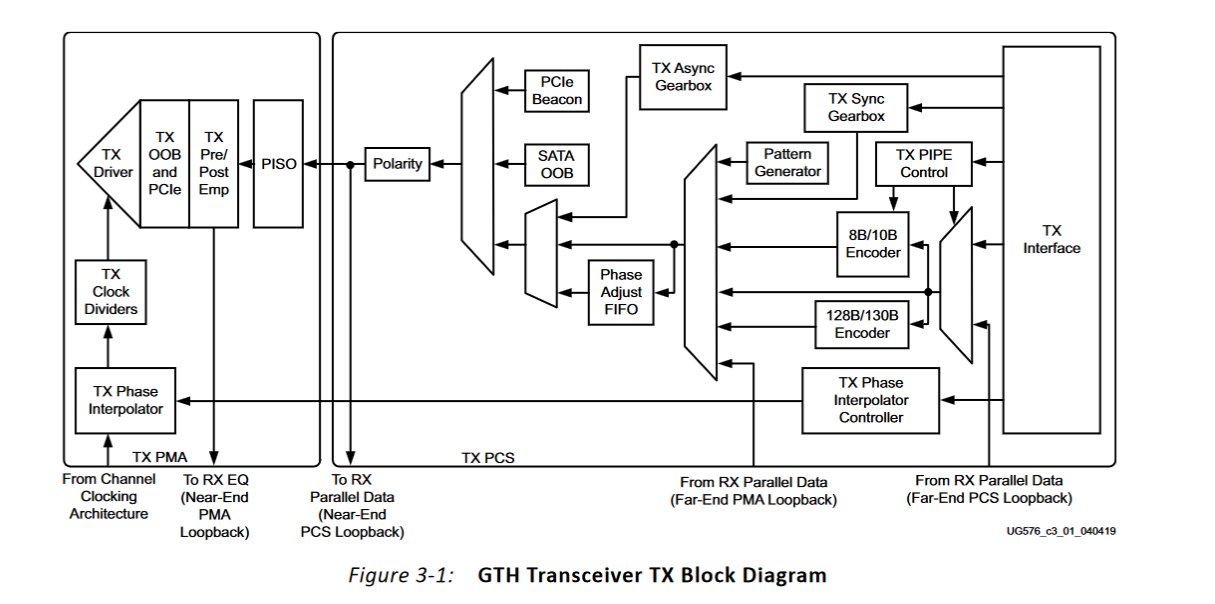 PCIe
Beacon
TX Async
Gearbox
TX Sync
Gearbox
TX
Driver
TX
OOB
and
PCIe
TX
Pre/
Post
Emp
PISO
Polarity
SATA
OOB
Pattern
Generator
TX PIPE
Control
TX
Interface
8B/10B
Encoder
TX
Clock
Dividers
Phase
Adjust
FIFO
128B/130B
Encoder
TX Phase
Interpolator
TX Phase
Interpolator
Controller
TX PMA
TX PCS
From Channel
Clocking
Architecture
To RX EQ
(Near-End
PMA
Loopback)
To RX
Parallel Data
(Near-End
PCS Loopback)
From RX Parallel Data
(Far-End PMA Loopback)
From RX Parallel Data
(Far-End PCS Loopback)
UG576_c3_01_040419
Figure 3-1: GTH Transceiver TX Block Diagram